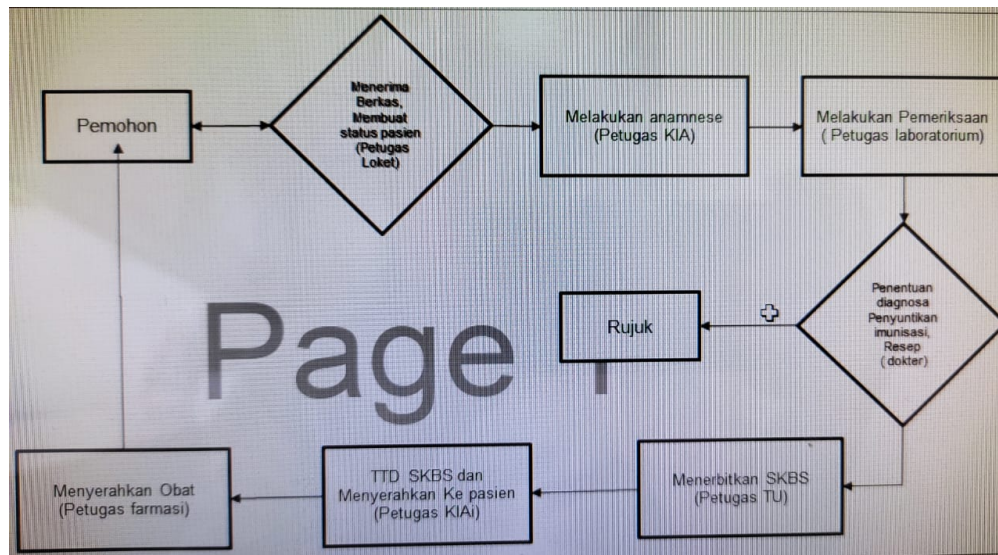 Pemohon
Menerima
Berkas,
Membuat
status pasien
(Petugas
Loket)
Melakukan anamnese
(Petugas KIA)
Melakukan Pemeriksaan
( Petugas laboratorium)
Penentuan
diagnosa
Penyuntikan
imunisasi,
Resep
( dokter)
Rujuk
Page 1
Menerbitkan SKBS
(Petugas TU)
TTD SKBS dan
Menyerahkan Ke pasien
(Petugas KIAi)
Menyerahkan Obat
(Petugas farmasi)